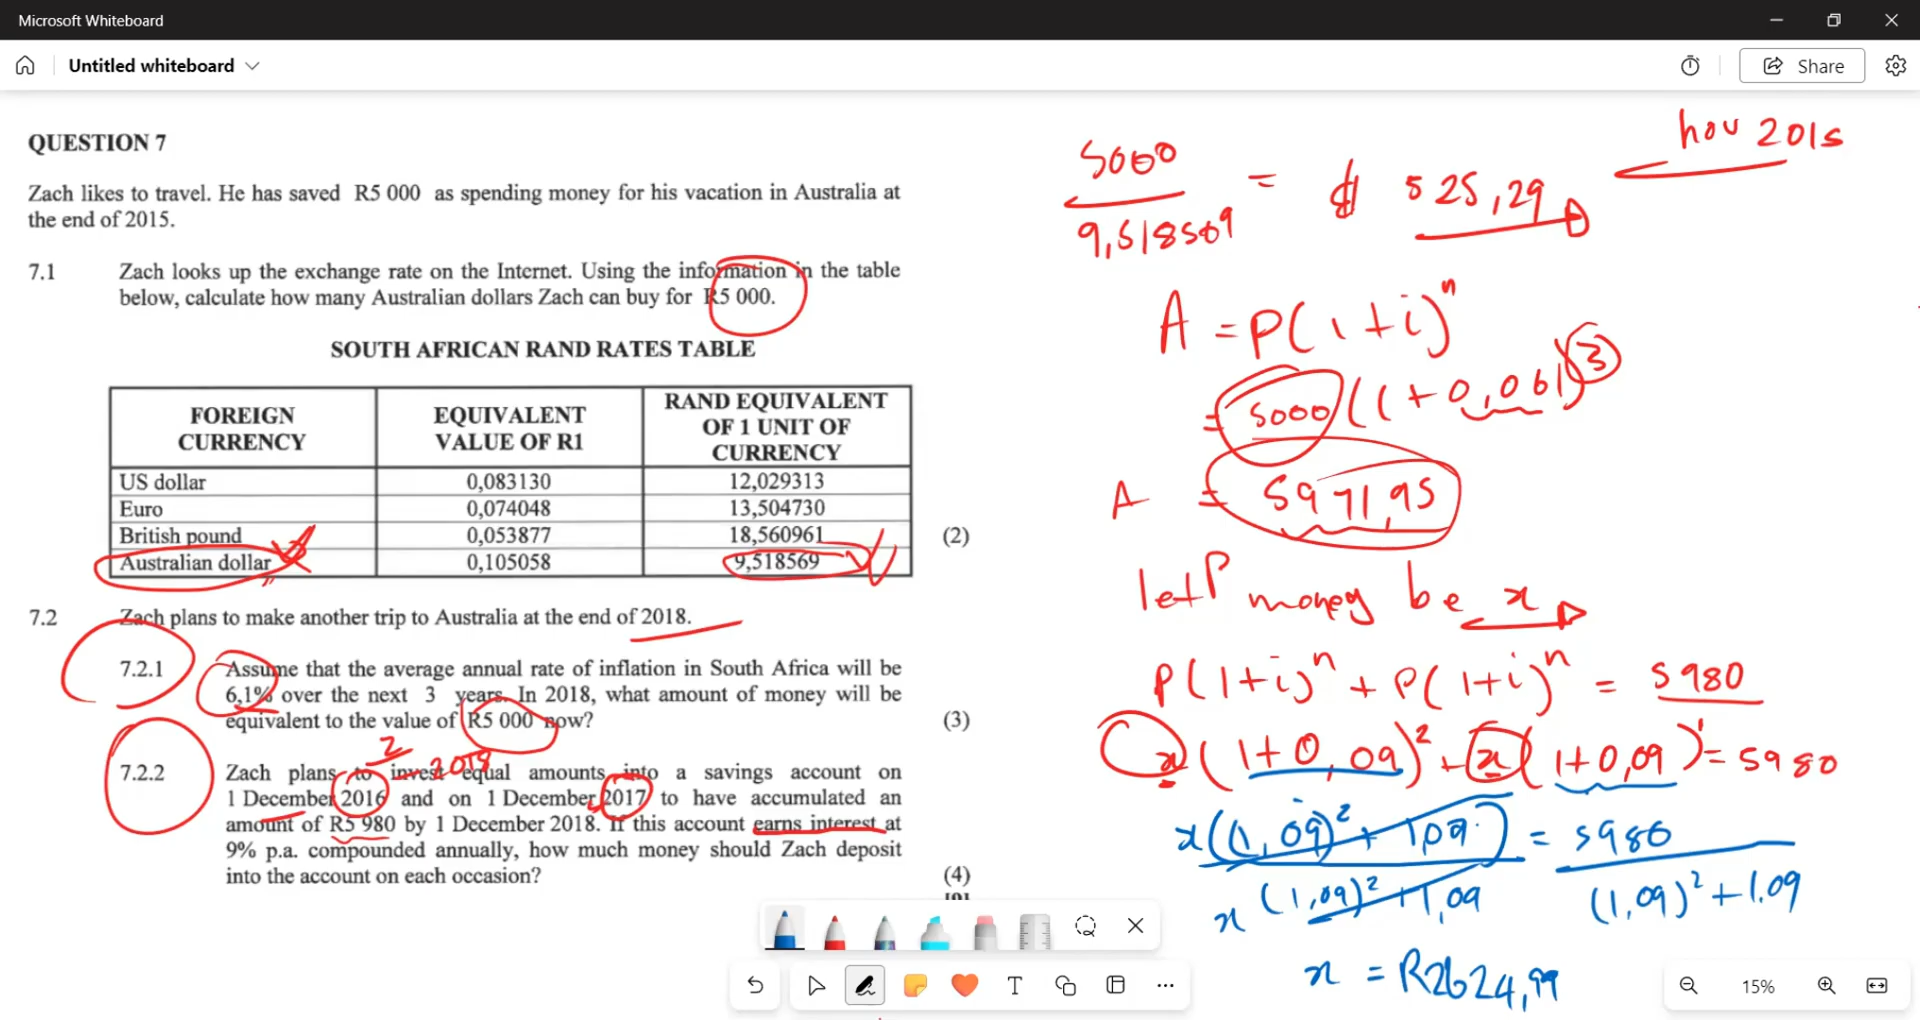 Microsoft Whiteboard
Untitled whiteboard
Share
QUESTION 7
Zach likes to travel. He has saved R5 000 as spending money for his vacation in Australia at
the end of 2015.
7.1 Zach looks up the exchange rate on the Internet. Using the information in the table
below, calculate how many Australian dollars Zach can buy for R5 000.
SOUTH AFRICAN RAND RATES TABLE
FOREIGN CURRENCY EQUIVALENT VALUE OF R1 RAND EQUIVALENT OF 1 UNIT OF CURRENCY
US dollar 0,083130 12,029313
Euro 0,074048 13,504730
British pound 0,053877 18,560961
Australian dollar 0,105058 9,518569
(2)
7.2 Zach plans to make another trip to Australia at the end of 2018.
7.2.1 Assume that the average annual rate of inflation in South Africa will be
6,1% over the next 3 years. In 2018, what amount of money will be
equivalent to the value of R5 000 now? (3)
2 2018
7.2.2 Zach plans to invest equal amounts into a savings account on
1 December 2016 and on 1 December 2017 to have accumulated an
amount of R5 980 by 1 December 2018. If this account earns interest at
9% p.a. compounded annually, how much money should Zach deposit
into the account on each occasion? (4)
nov 2015
5000
= $ 525,29
9,518569
A = P(1+i)^n
= 5000(1+0,061)^3
A = 5971,95
let P money be x
P(1+i)^n + P(1+i)^n = 5980
x(1+0,09)^2 + x(1+0,09)^1 = 5980
x((1,09)^2 + 1,09) = 5980
x (1,09)^2 + 1,09 (1,09)^2 + 1.09
x = R2624,99
15%